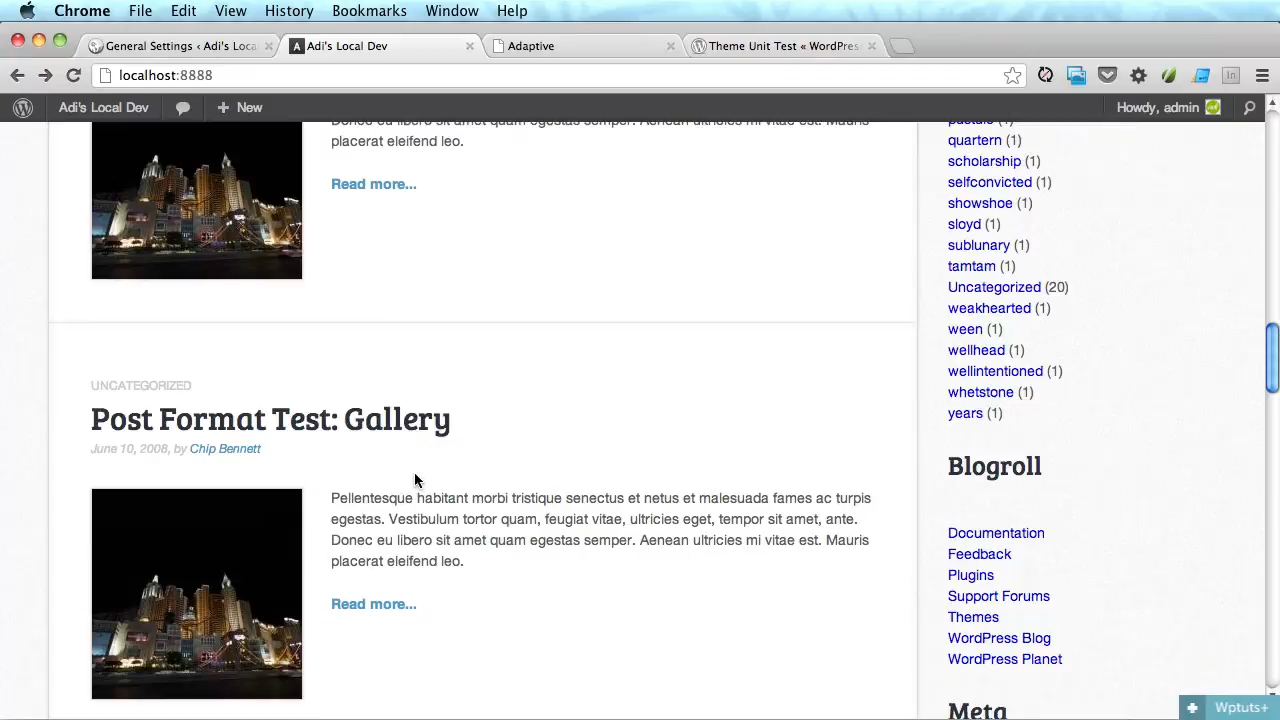 Chrome File Edit View History Bookmarks Window Help
General Settings ‹ Adi's Loca
Adi's Local Dev
Adaptive
Theme Unit Test « WordPres
localhost:8888
Adi's Local Dev
New
Howdy, admin
Donec eu libero sit amet quam egestas semper. Aenean ultricies mi vitae est. Mauris
placerat eleifend leo.
Read more...
UNCATEGORIZED
Post Format Test: Gallery
June 10, 2008, by Chip Bennett
Pellentesque habitant morbi tristique senectus et netus et malesuada fames ac turpis
egestas. Vestibulum tortor quam, feugiat vitae, ultricies eget, tempor sit amet, ante.
Donec eu libero sit amet quam egestas semper. Aenean ultricies mi vitae est. Mauris
placerat eleifend leo.
Read more...
quartern (1)
scholarship (1)
selfconvicted (1)
showshoe (1)
sloyd (1)
sublunary (1)
tamtam (1)
Uncategorized (20)
weakhearted (1)
ween (1)
wellhead (1)
wellintentioned (1)
whetstone (1)
years (1)
Blogroll
Documentation
Feedback
Plugins
Support Forums
Themes
WordPress Blog
WordPress Planet
Meta
Wptuts+